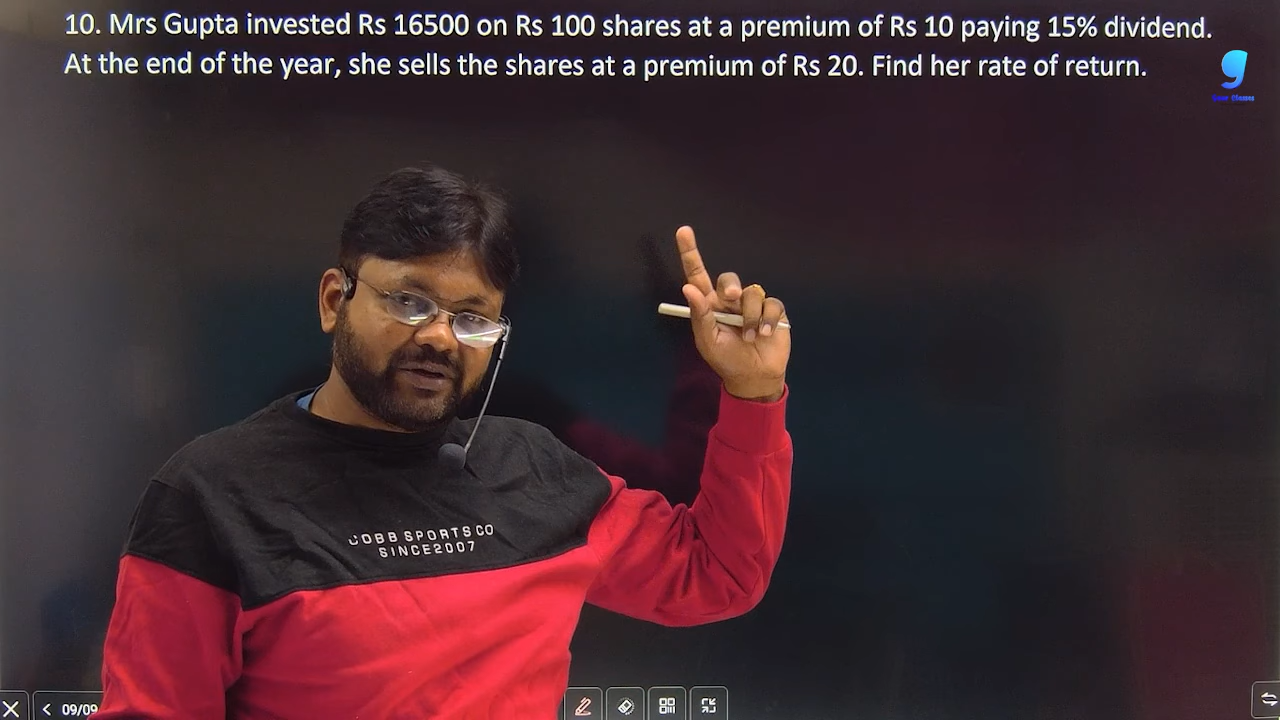 10. Mrs Gupta invested Rs 16500 on Rs 100 shares at a premium of Rs 10 paying 15% dividend.
At the end of the year, she sells the shares at a premium of Rs 20. Find her rate of return.
g
COBB SPORTS CO
SINCE2007
09/09